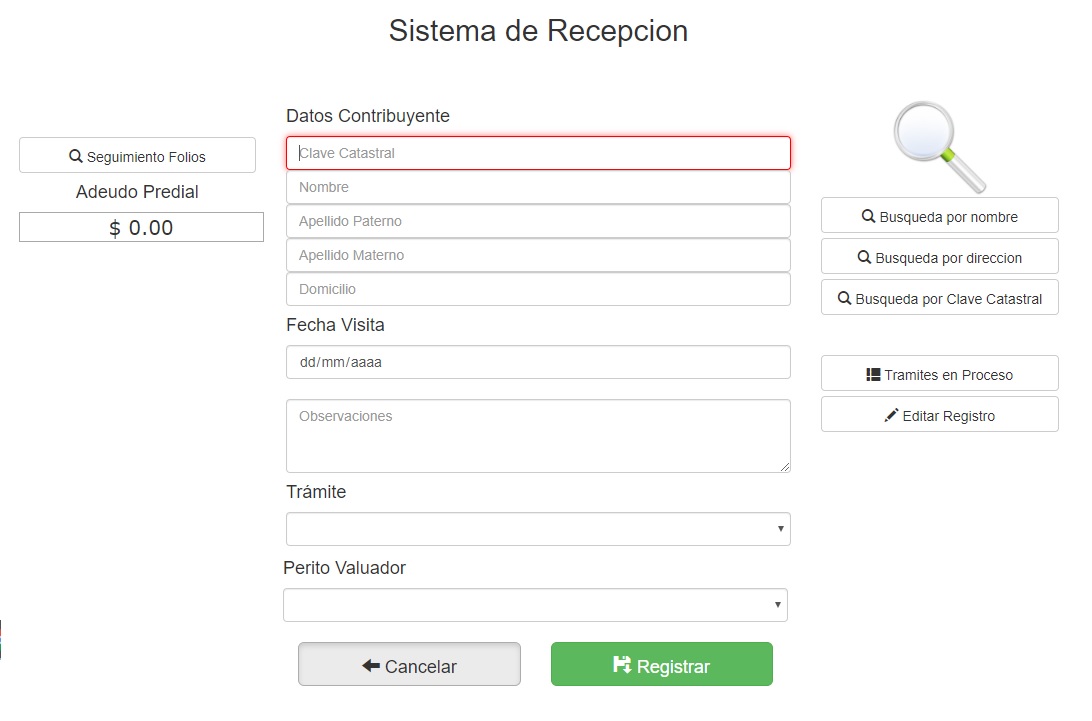 Sistema de Recepcion
Seguimiento Folios
Adeudo Predial
$ 0.00
Datos Contribuyente
Clave Catastral
Nombre
Apellido Paterno
Apellido Materno
Domicilio
Fecha Visita
dd/mm/aaaa
Observaciones
Trámite
Perito Valuador
Cancelar
Registrar
Busqueda por nombre
Busqueda por direccion
Busqueda por Clave Catastral
Tramites en Proceso
Editar Registro